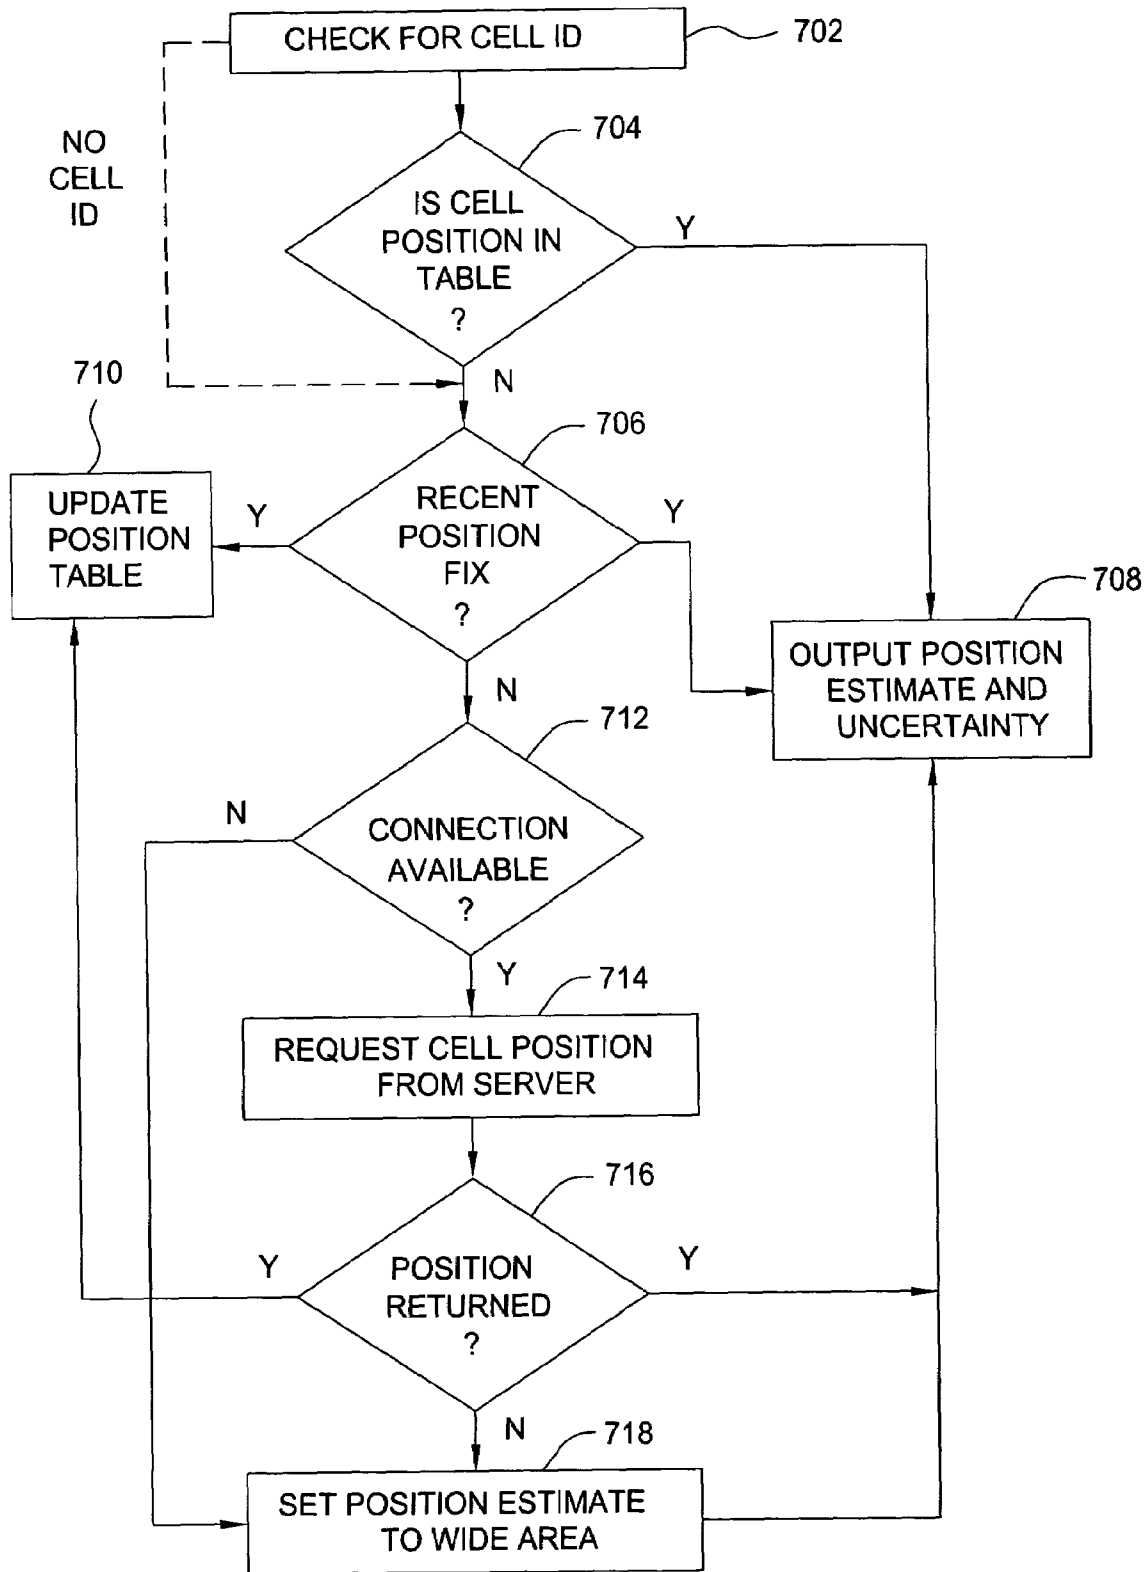 CHECK FOR CELL ID
702
NO
CELL
ID
704
IS CELL
POSITION IN
TABLE
?
Y
N
710
706
UPDATE
POSITION
TABLE
Y
RECENT
POSITION
FIX
?
Y
708
OUTPUT POSITION
ESTIMATE AND
UNCERTAINTY
N
712
N
CONNECTION
AVAILABLE
?
Y
714
REQUEST CELL POSITION
FROM SERVER
716
Y
POSITION
RETURNED
?
Y
N
718
SET POSITION ESTIMATE
TO WIDE AREA